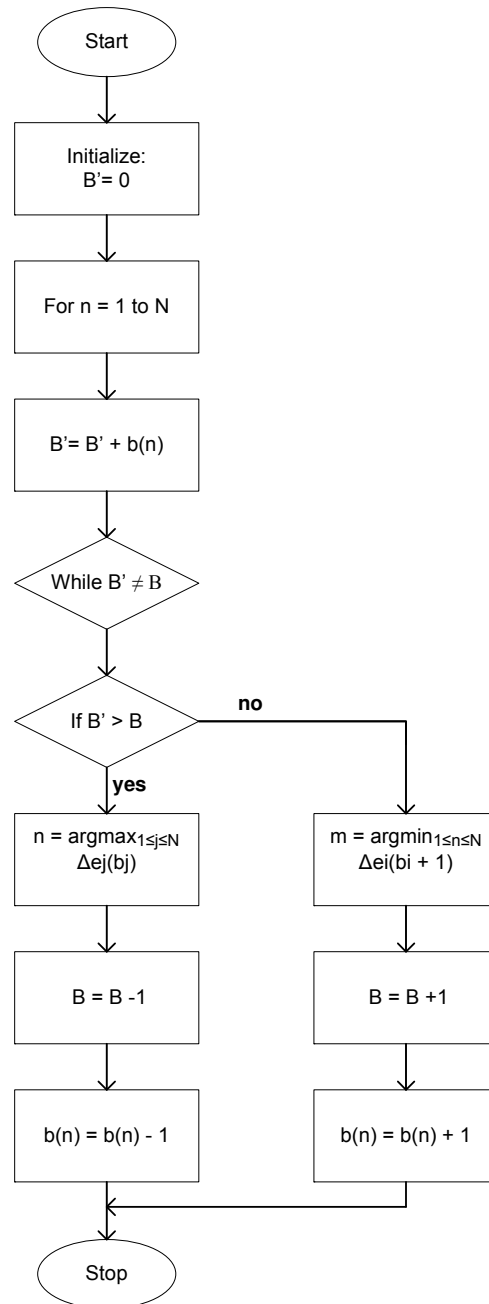 Start
Initialize:
B’= 0
For n = 1 to N
B’= B’ + b(n)
While B’ ≠ B
If B’ > B
no
yes
n = argmax1≤j≤N
Δej(bj)
m = argmin1≤n≤N
Δei(bi + 1)
B = B -1
B = B +1
b(n) = b(n) - 1
b(n) = b(n) + 1
Stop